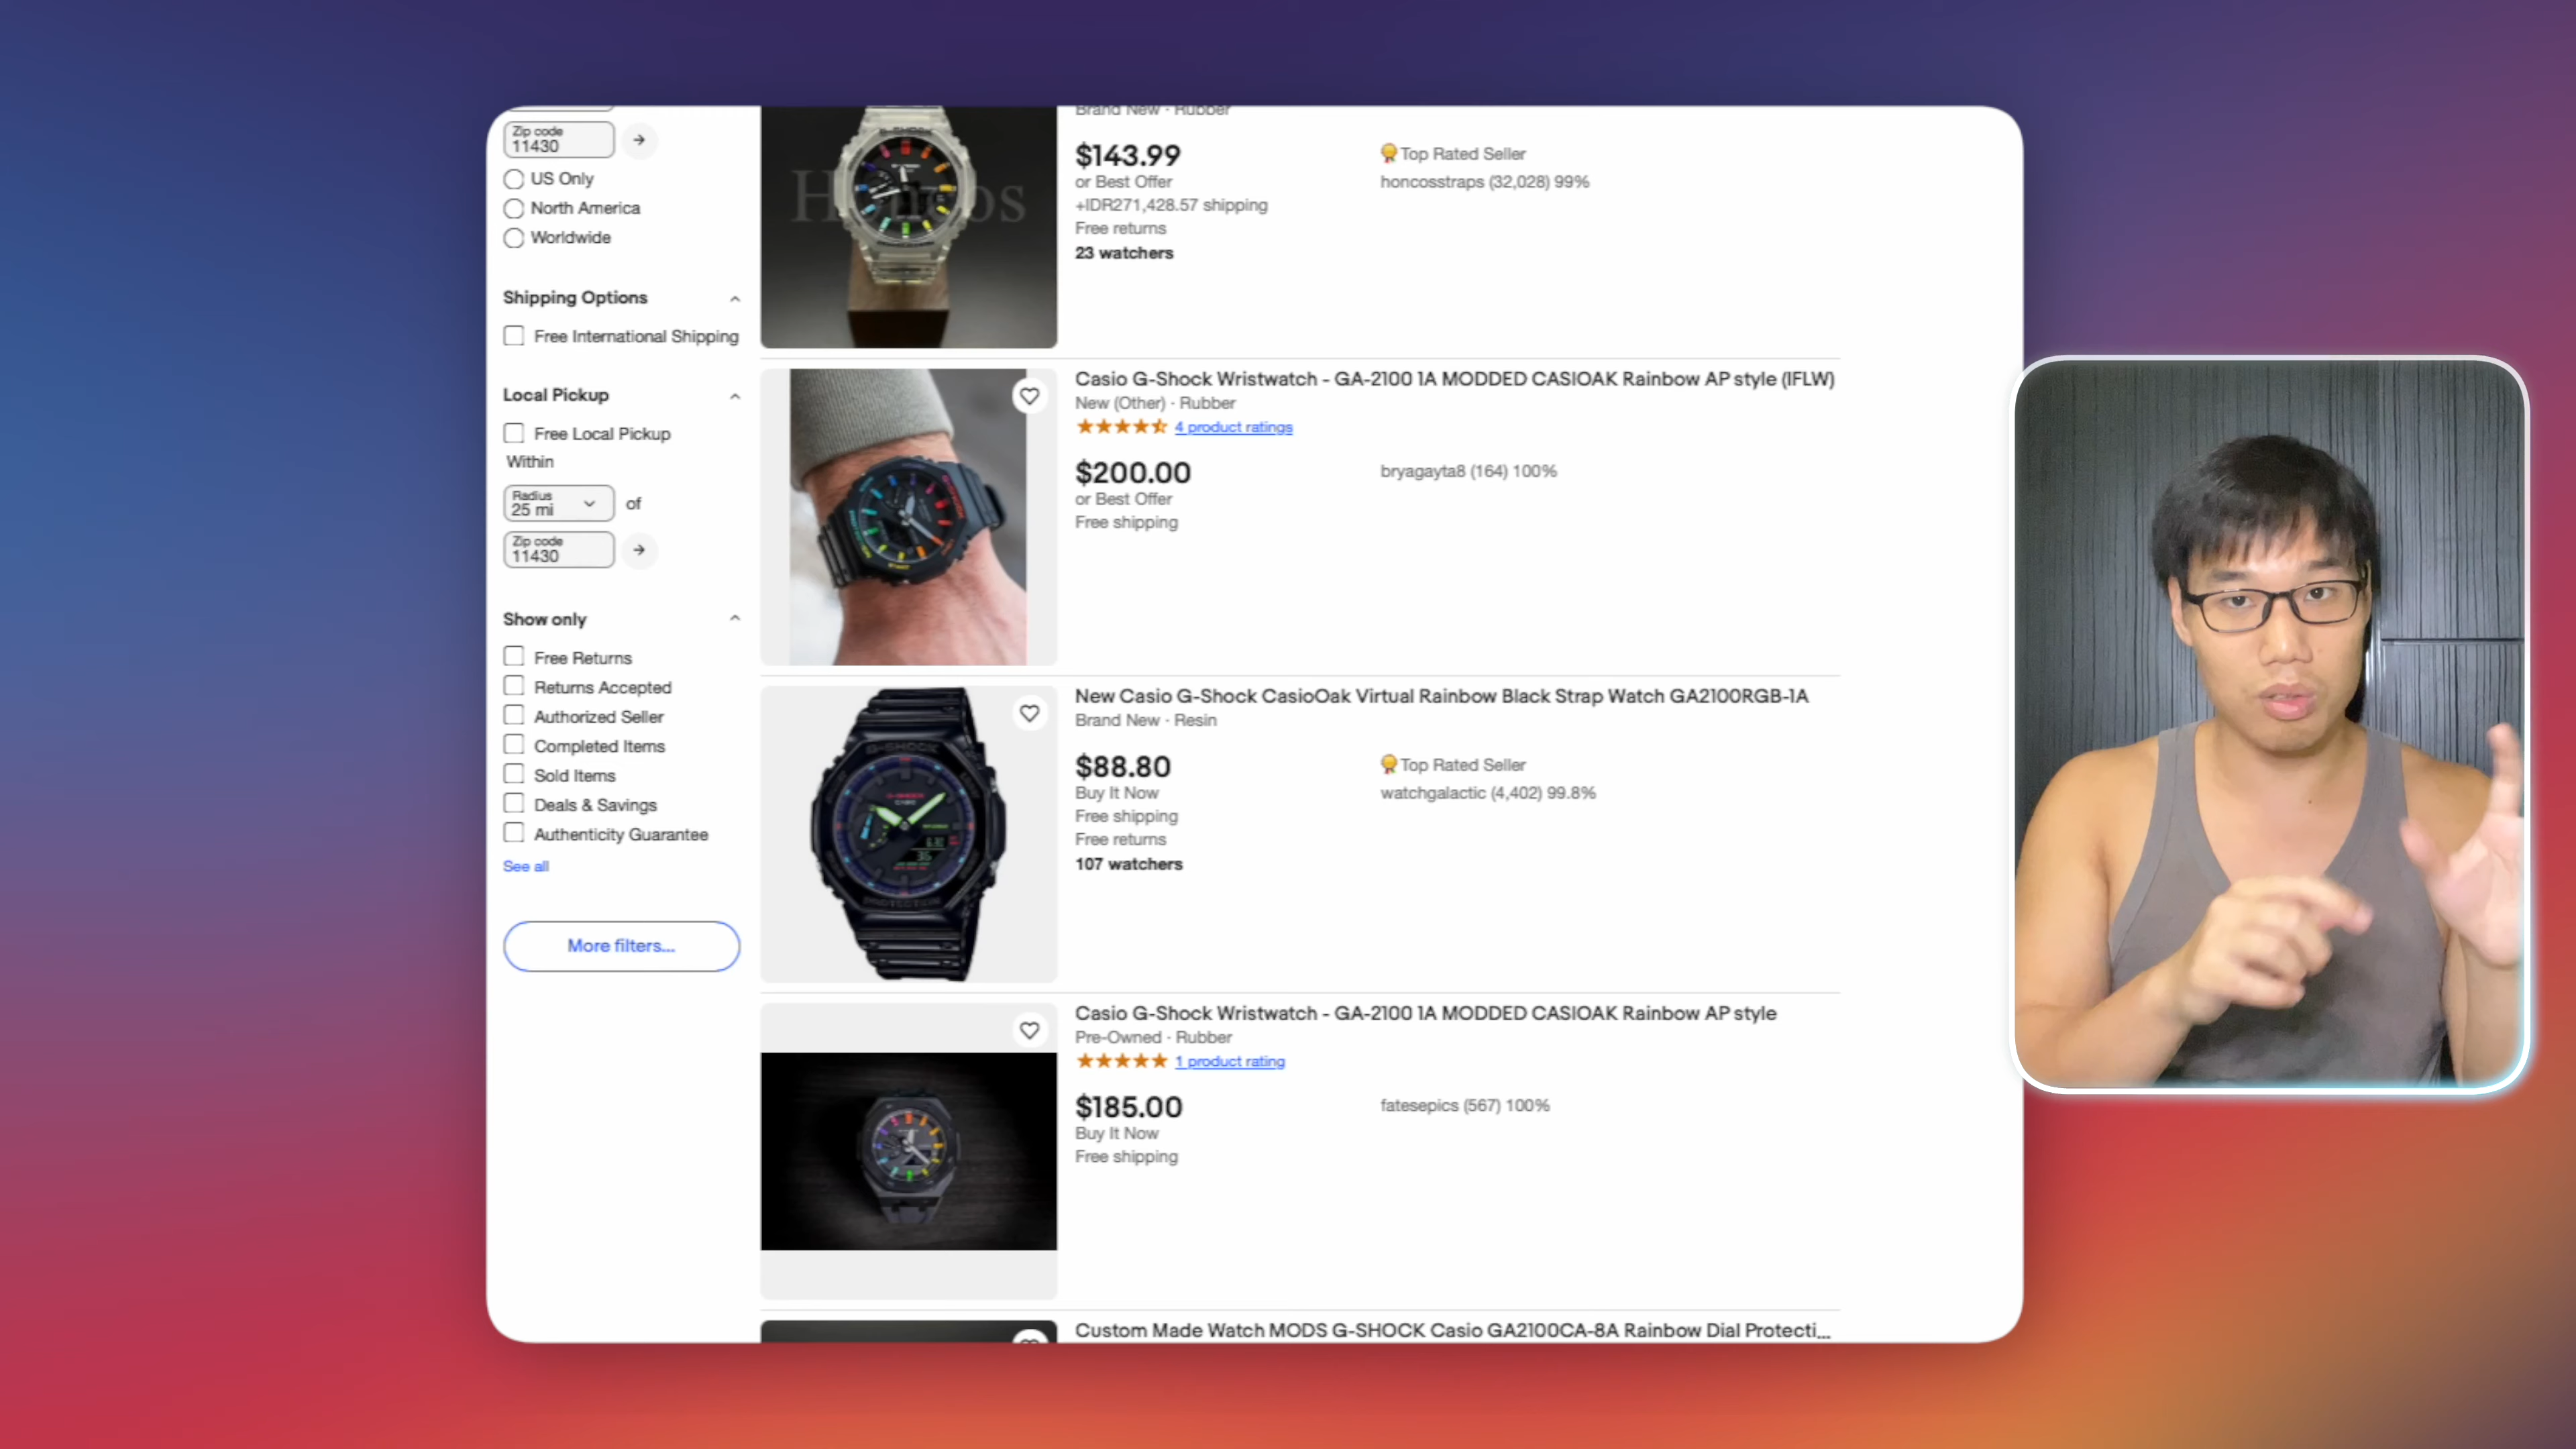 Zip code
11430
US Only
North America
Worldwide
Shipping Options
Free International Shipping
Local Pickup
Free Local Pickup
Within
Radius
25 mi
of
Zip code
11430
Show only
Free Returns
Returns Accepted
Authorized Seller
Completed Items
Sold Items
Deals & Savings
Authenticity Guarantee
See all
More filters...
Brand New · Rubber
$143.99
or Best Offer
+IDR271,428.57 shipping
Free returns
23 watchers
Top Rated Seller
honcosstraps (32,028) 99%
G-SHOCK
Casio G-Shock Wristwatch - GA-2100 1A MODDED CASIOAK Rainbow AP style (IFLW)
New (Other) · Rubber
4 product ratings
$200.00
or Best Offer
Free shipping
bryagayta8 (164) 100%
New Casio G-Shock CasioOak Virtual Rainbow Black Strap Watch GA2100RGB-1A
Brand New · Resin
$88.80
Buy It Now
Free shipping
Free returns
107 watchers
Top Rated Seller
watchgalactic (4,402) 99.8%
G-SHOCK
G-SHOCK
CASIO
PROTECTION
Casio G-Shock Wristwatch - GA-2100 1A MODDED CASIOAK Rainbow AP style
Pre-Owned · Rubber
1 product rating
$185.00
Buy It Now
Free shipping
fatesepics (567) 100%
Custom Made Watch MODS G-SHOCK Casio GA2100CA-8A Rainbow Dial Protecti...